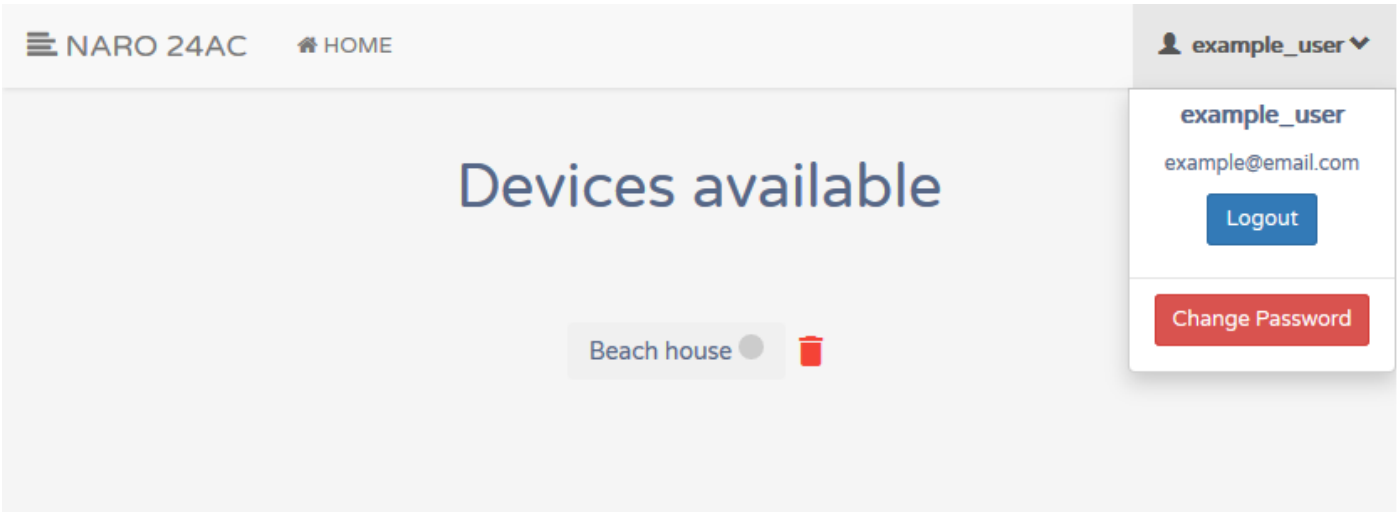 NARO 24AC HOME example_user
example_user
example@email.com
Devices available
Logout
Change Password
Beach house